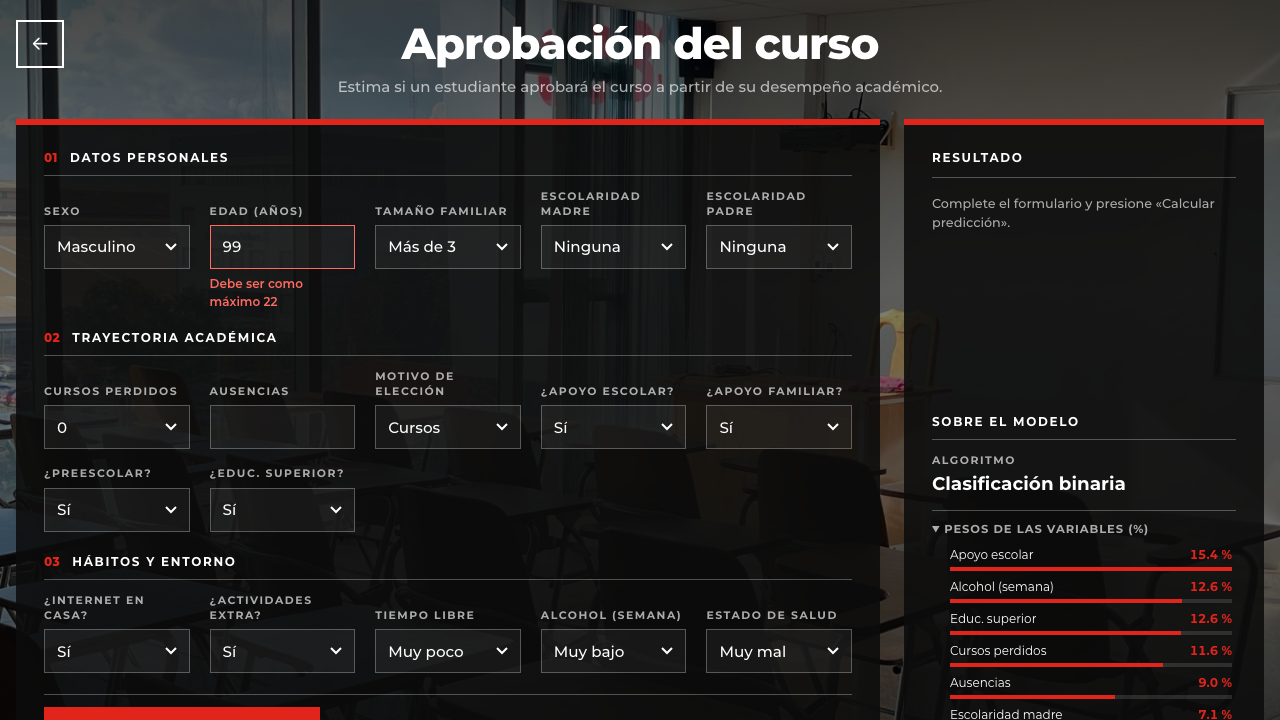 Aprobación del curso
Estima si un estudiante aprobará el curso a partir de su desempeño académico.
01 DATOS PERSONALES
SEXO
Masculino
EDAD (AÑOS)
99
Debe ser como
máximo 22
TAMAÑO FAMILIAR
Más de 3
ESCOLARIDAD
MADRE
Ninguna
ESCOLARIDAD
PADRE
Ninguna
02 TRAYECTORIA ACADÉMICA
CURSOS PERDIDOS
0
AUSENCIAS
MOTIVO DE
ELECCIÓN
Cursos
¿APOYO ESCOLAR?
Sí
¿APOYO FAMILIAR?
Sí
¿PREESCOLAR?
Sí
¿EDUC. SUPERIOR?
Sí
03 HÁBITOS Y ENTORNO
¿INTERNET EN
CASA?
Sí
¿ACTIVIDADES
EXTRA?
Sí
TIEMPO LIBRE
Muy poco
ALCOHOL (SEMANA)
Muy bajo
ESTADO DE SALUD
Muy mal
RESULTADO
Complete el formulario y presione «Calcular
predicción».
SOBRE EL MODELO
ALGORITMO
Clasificación binaria
PESOS DE LAS VARIABLES (%)
Apoyo escolar 15.4 %
Alcohol (semana) 12.6 %
Educ. superior 12.6 %
Cursos perdidos 11.6 %
Ausencias 9.0 %
Escolaridad madre 7.1 %